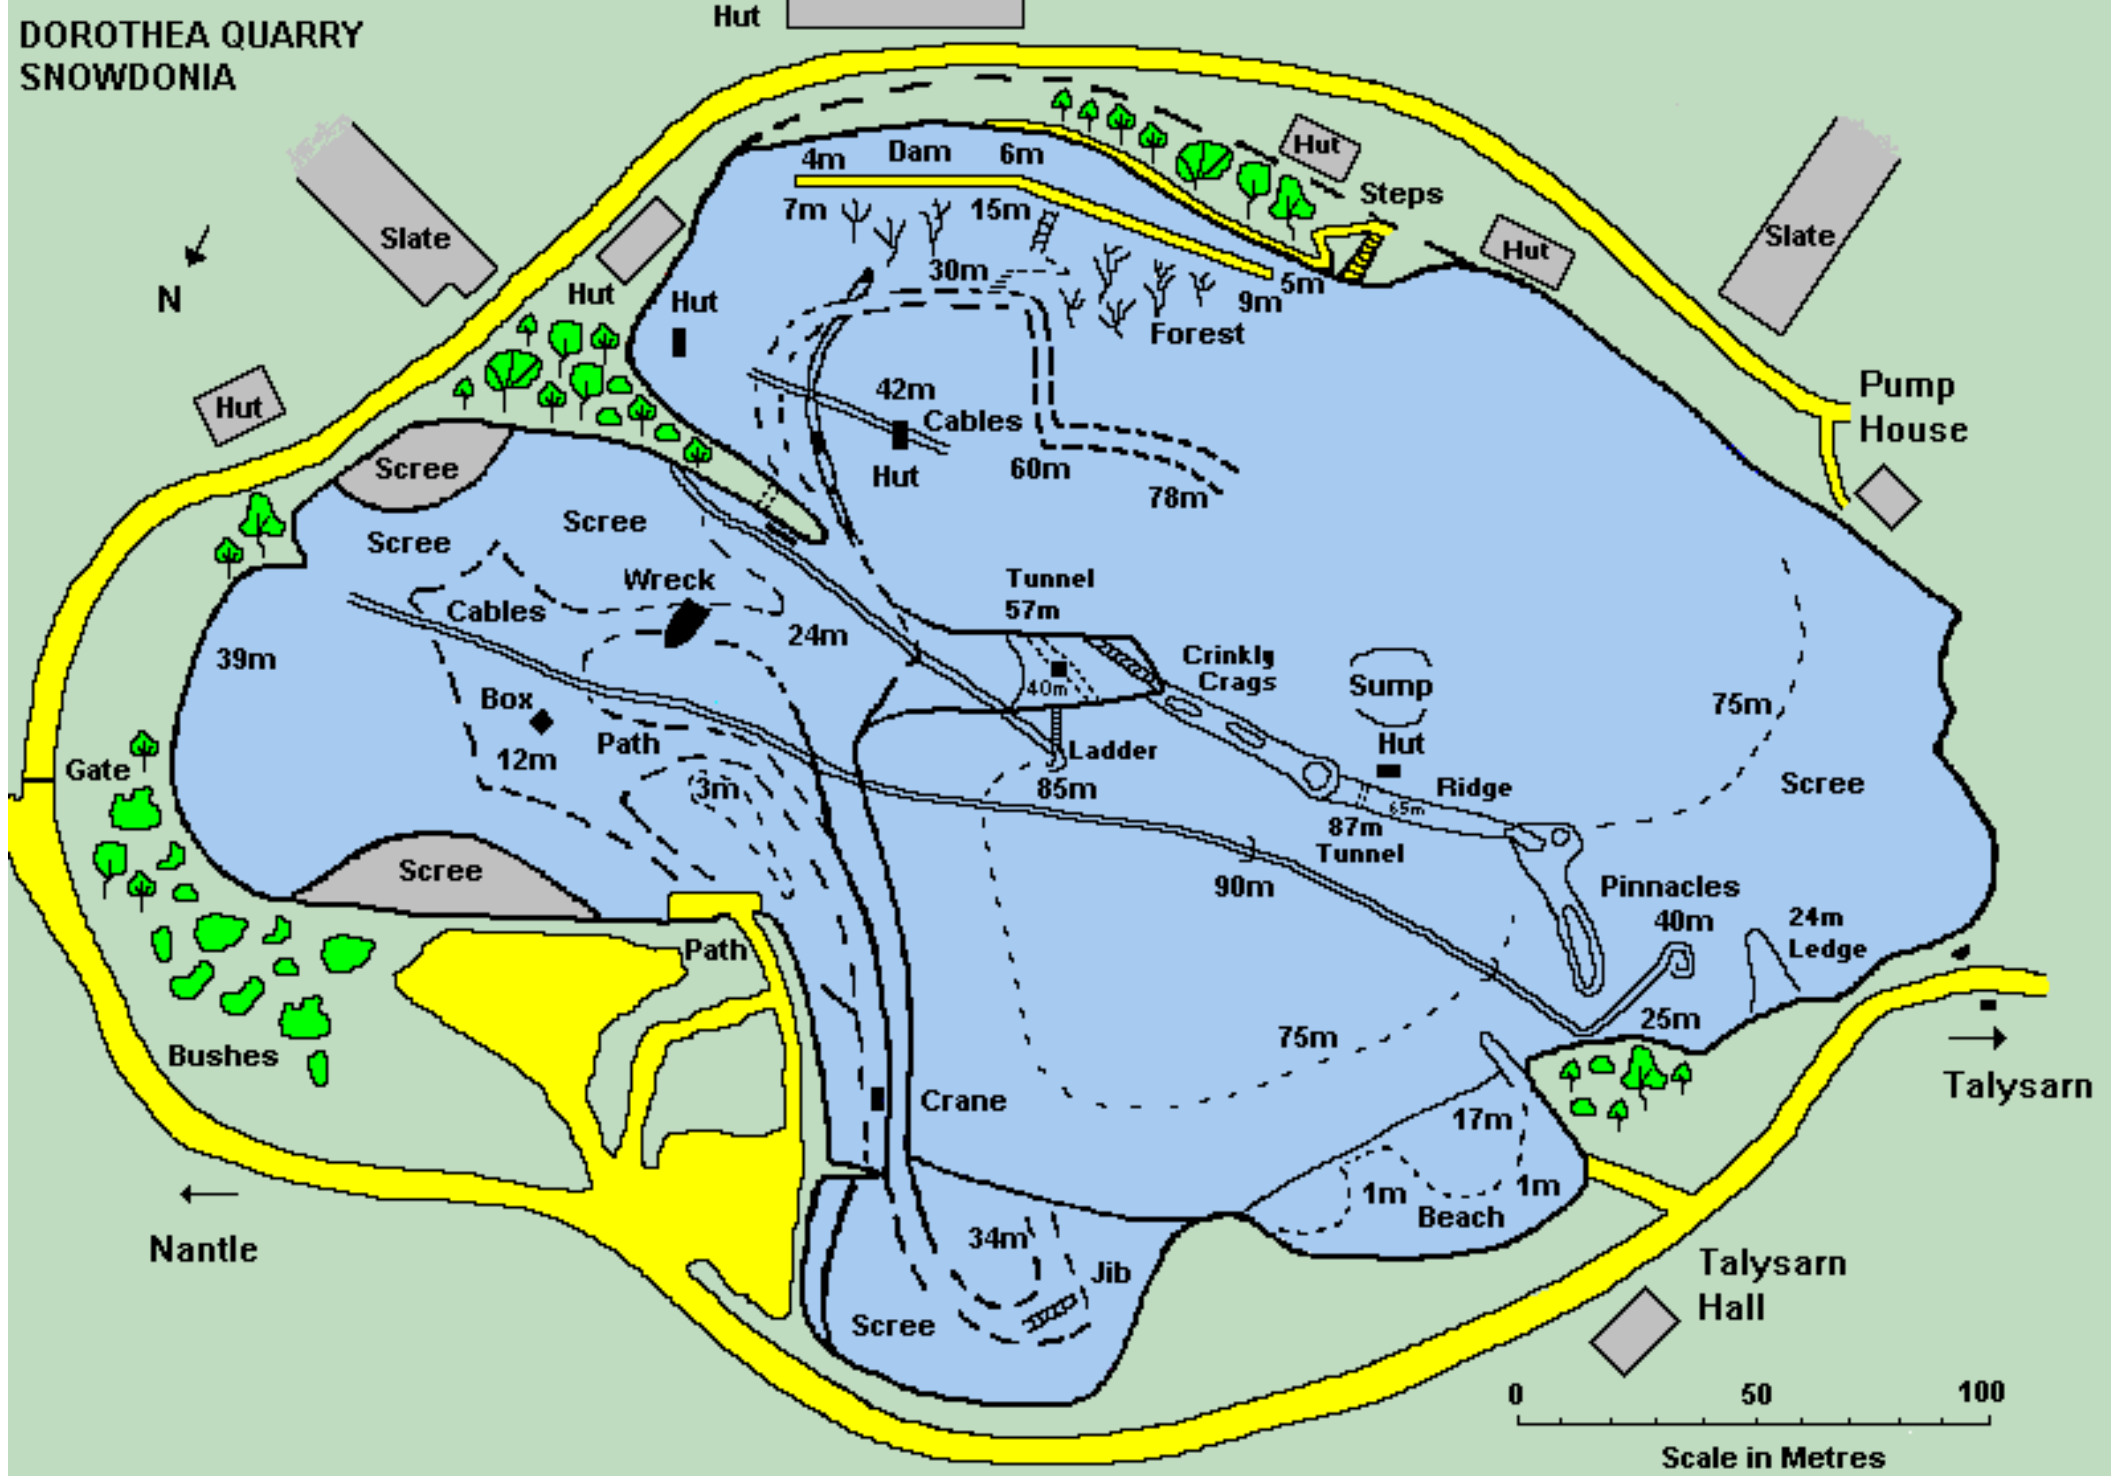 DOROTHEA QUARRY
SNOWDONIA
Hut
4m
Dam
6m
Hut
Steps
7m
15m
Slate
Slate
Hut
30m
5m
9m
N
Hut
Hut
Forest
42m
Pump
House
Hut
Cables
Scree
Hut
60m
78m
Scree
Scree
Tunnel
57m
Wreck
Cables
24m
39m
Crinkly
Crags
40m
Sump
75m
Box
Path
Hut
Ladder
12m
Gate
3m
85m
Ridge
Scree
65m
87m
Tunnel
Scree
90m
Pinnacles
40m
24m
Ledge
Path
25m
75m
Bushes
Talysarn
Crane
17m
1m
1m
Beach
Nantle
34m
Jib
Talysarn
Hall
Scree
0
50
100
Scale in Metres